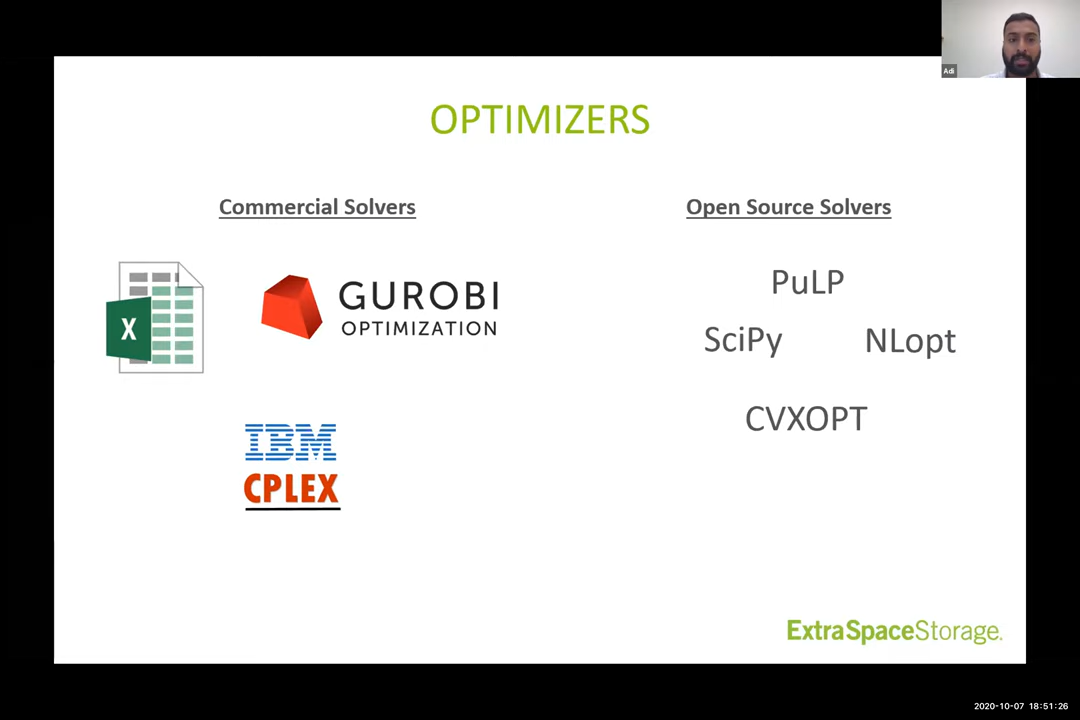 Adi
OPTIMIZERS
Commercial Solvers
Open Source Solvers
X
GUROBI
OPTIMIZATION
IBM
CPLEX
PuLP
SciPy
NLopt
CVXOPT
ExtraSpaceStorage.
2020-10-07 18:51:26